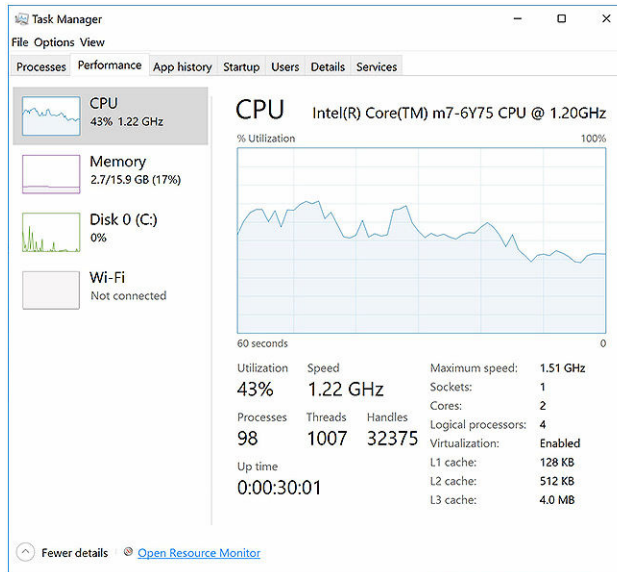 Task Manager
File Options View
Processes Performance App history Startup Users Details Services
CPU
43% 1.22 GHz
Memory
2.7/15.9 GB (17%)
Disk 0 (C:)
0%
Wi-Fi
Not connected
CPU Intel(R) Core(TM) m7-6Y75 CPU @ 1.20GHz
% Utilization 100%
60 seconds 0
Utilization Speed
43% 1.22 GHz
Processes Threads Handles
98 1007 32375
Up time
0:00:30:01
Maximum speed: 1.51 GHz
Sockets: 1
Cores: 2
Logical processors: 4
Virtualization: Enabled
L1 cache: 128 KB
L2 cache: 512 KB
L3 cache: 4.0 MB
Fewer details Open Resource Monitor